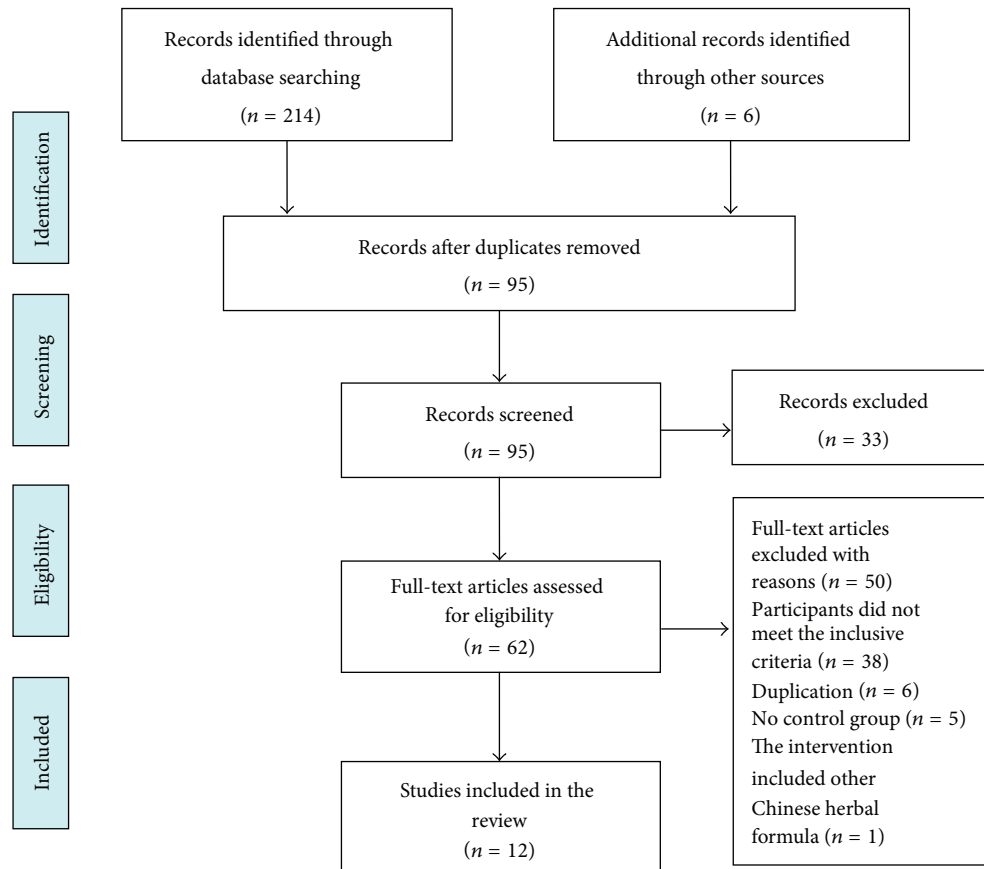 Records identified through
database searching
(n = 214)
Additional records identified
through other sources
(n = 6)
Identification
Records after duplicates removed
(n = 95)
Screening
Records screened
(n = 95)
Records excluded
(n = 33)
Eligibility
Full-text articles assessed
for eligibility
(n = 62)
Full-text articles
excluded with
reasons (n = 50)
Participants did not
meet the inclusive
criteria (n = 38)
Duplication (n = 6)
No control group (n = 5)
The intervention
included other
Chinese herbal
formula (n = 1)
Included
Studies included in the
review
(n = 12)